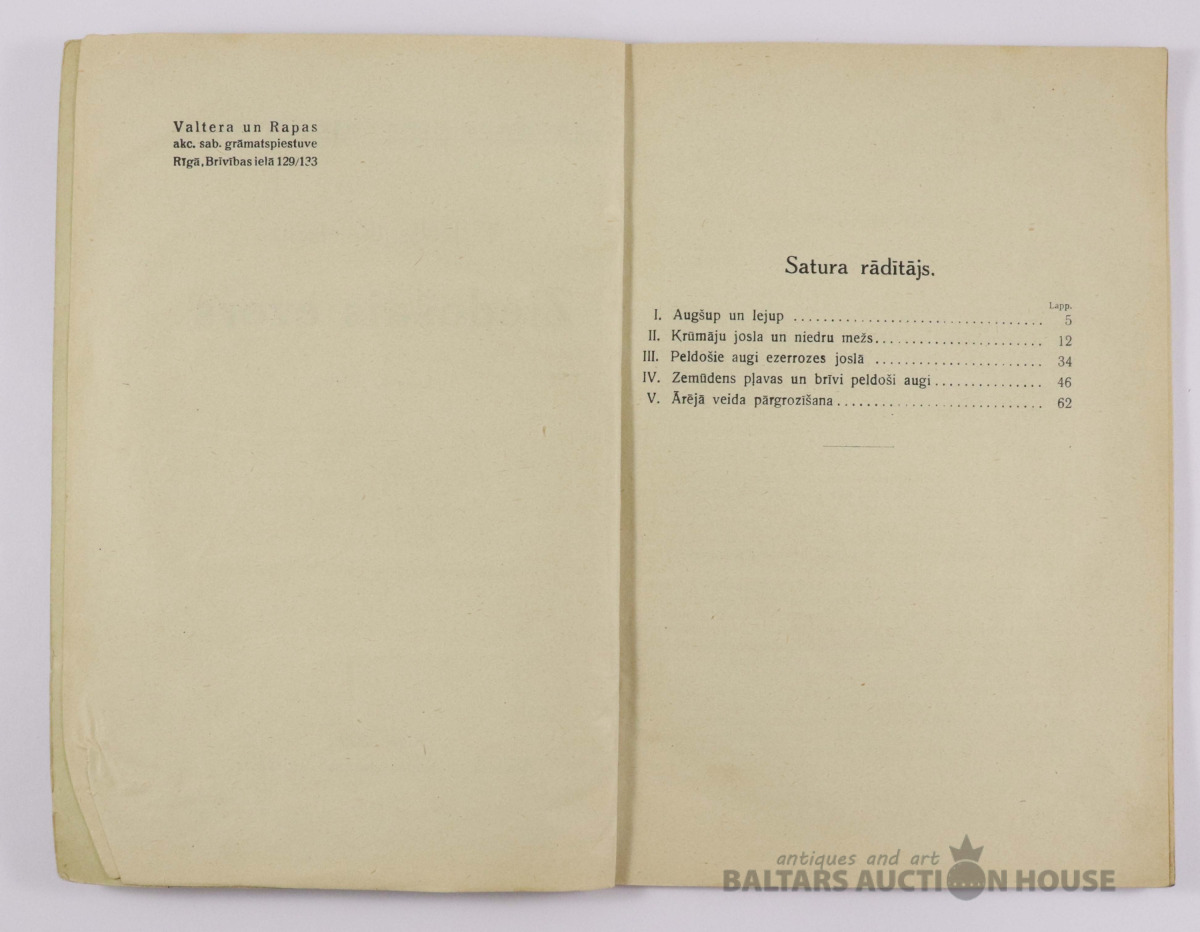 Valtera un Rapas
akc. sab. grāmatspiestuve
Rīgā, Brīvības ielā 129/133
Satura rādītājs.
Lapp.
I. Augšup un lejup ................................. 5
II. Krūmāju josla un niedru mežs...................... 12
III. Peldošie augi ezerrozes joslā ...................... 34
IV. Zemūdens pļavas un brīvi peldoši augi............... 46
V. Ārējā veida pārgrozīšana........................... 62
antiques and art
BALTARS AUCTION HOUSE